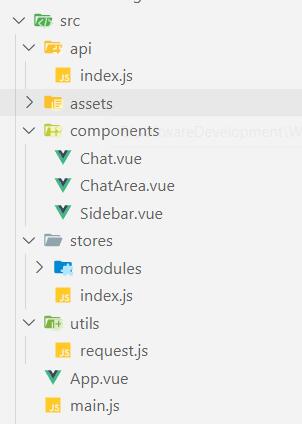 src
api
JS index.js
assets
components
Chat.vue
ChatArea.vue
Sidebar.vue
stores
modules
JS index.js
utils
JS request.js
App.vue
JS main.js